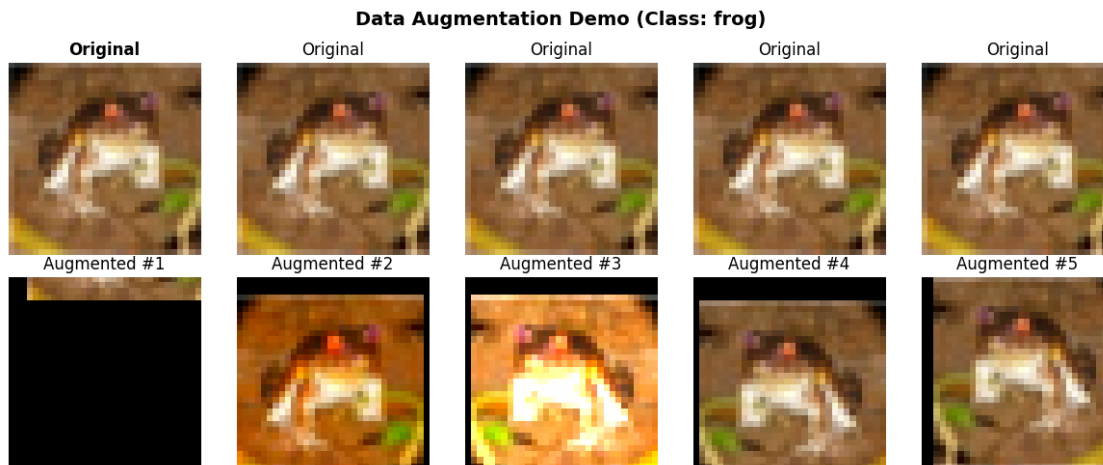 Data Augmentation Demo (Class: frog)
Original Original Original Original Original
Augmented #1 Augmented #2 Augmented #3 Augmented #4 Augmented #5